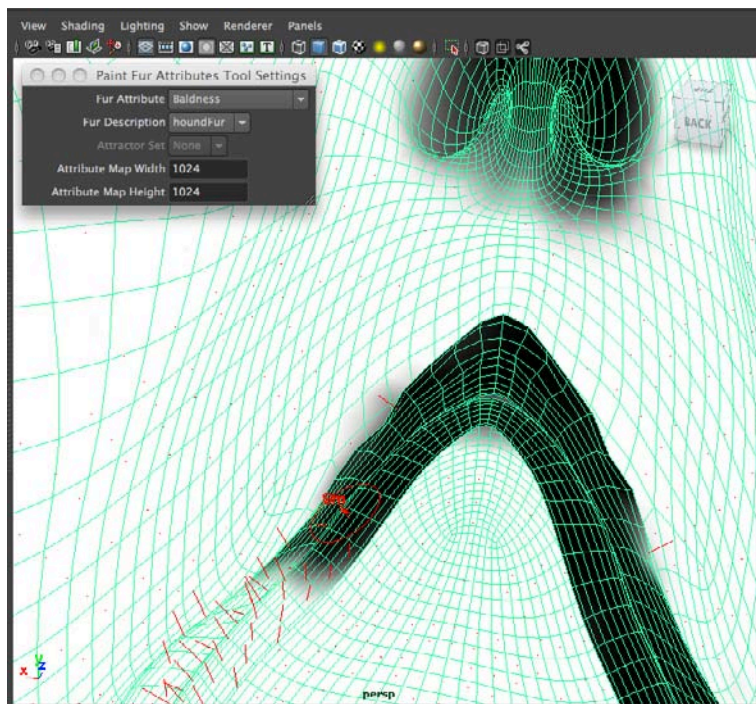 View Shading Lighting Show Renderer Panels
Paint Fur Attributes Tool Settings
Fur Attribute Baldness
Fur Description houndFur
Attractor Set None
Attribute Map Width 1024
Attribute Map Height 1024
BACK
y
x z
persp